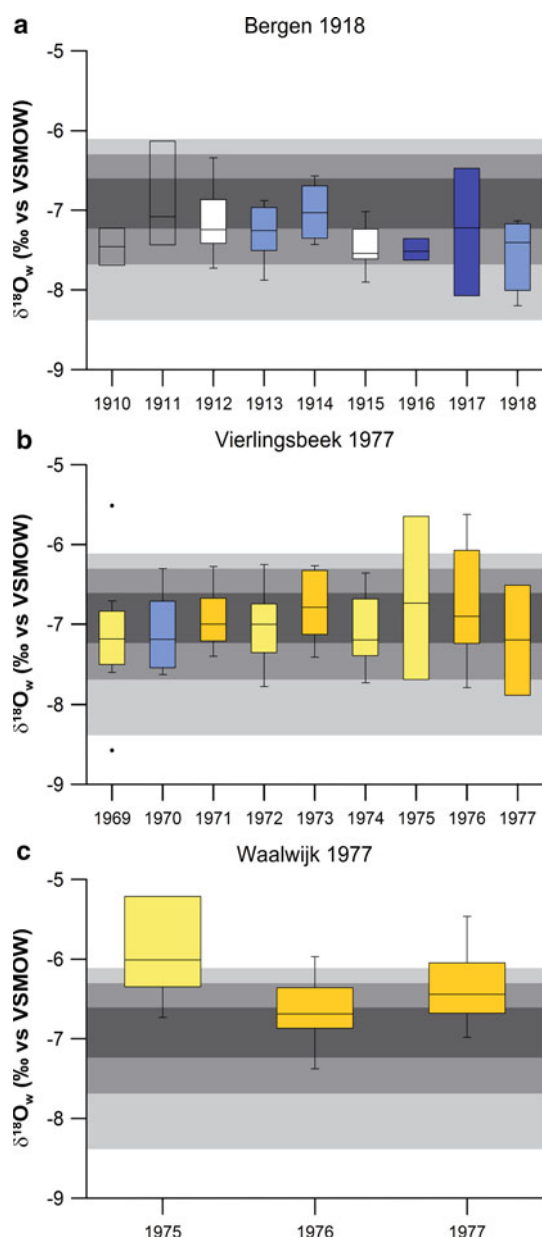 a
Bergen 1918
δ¹⁸Ow (‰ vs VSMOW)
-5
-6
-7
-8
-9
1910 1911 1912 1913 1914 1915 1916 1917 1918
b
Vierlingsbeek 1977
δ¹⁸Ow (‰ vs VSMOW)
-5
-6
-7
-8
-9
1969 1970 1971 1972 1973 1974 1975 1976 1977
c
Waalwijk 1977
δ¹⁸Ow (‰ vs VSMOW)
-5
-6
-7
-8
-9
1975 1976 1977